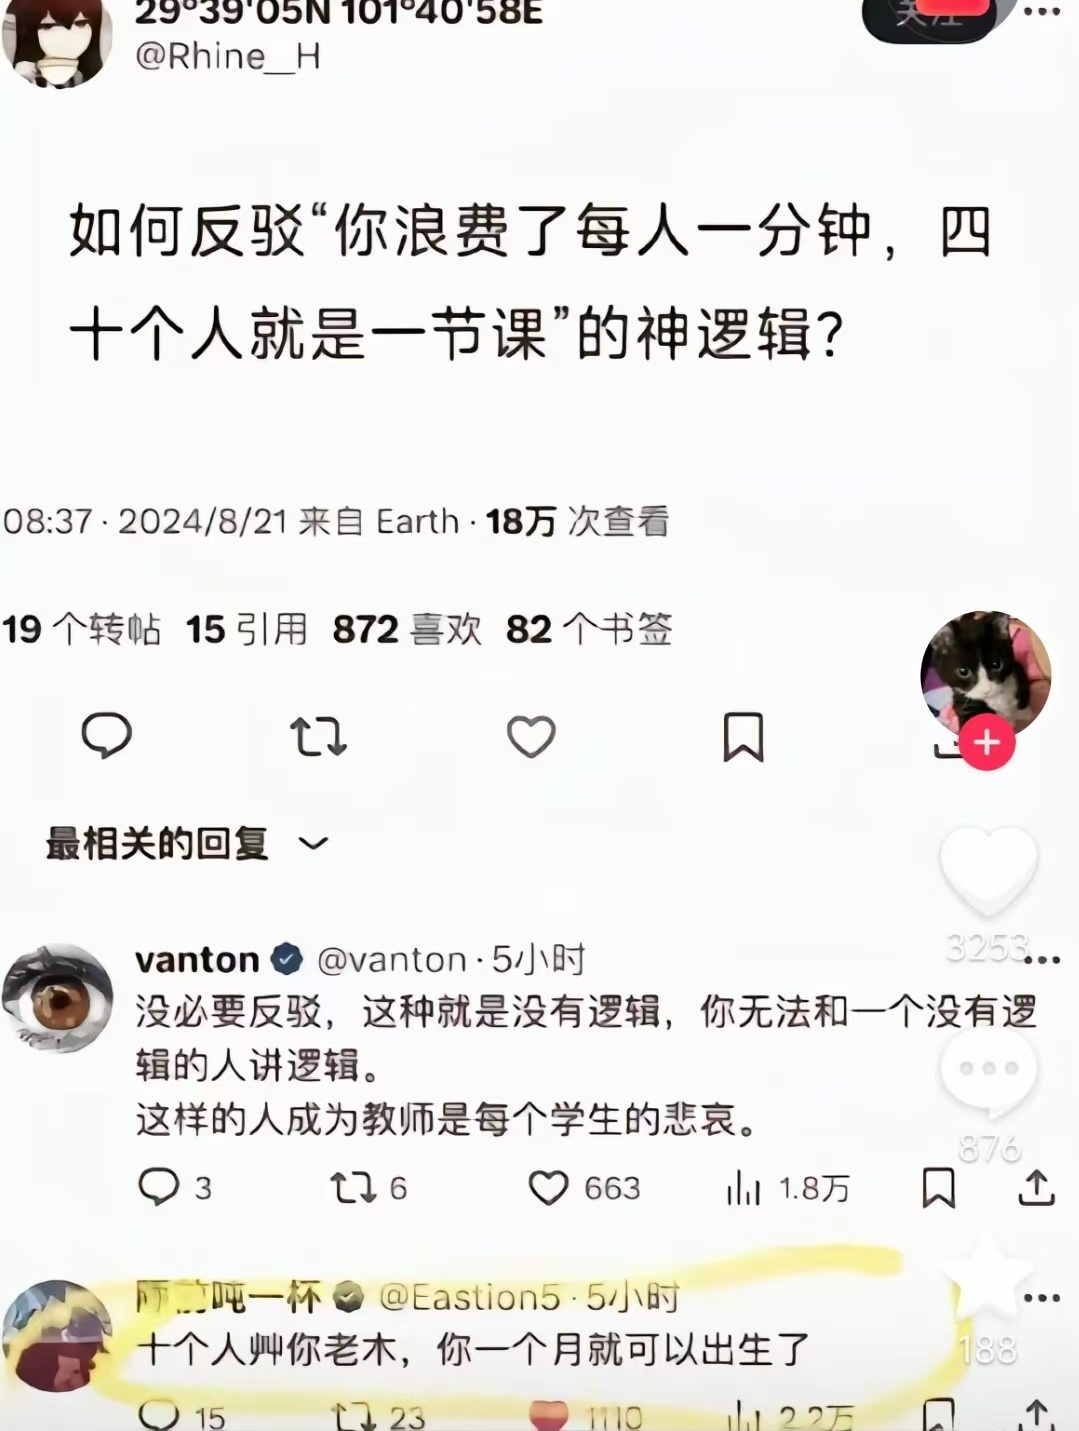 29°39'05N 101°40'58E
关注
@Rhine__H
如何反驳“你浪费了每人一分钟，四
十个人就是一节课”的神逻辑？
08:37 · 2024/8/21 来自 Earth · 18万 次查看
19 个转帖 15 引用 872 喜欢 82 个书签
最相关的回复
vanton @vanton · 5小时
3253
没必要反驳，这种就是没有逻辑，你无法和一个没有逻
辑的人讲逻辑。
这样的人成为教师是每个学生的悲哀。
876
3 6 663 1.8万
吨一杯 @Eastion5 · 5小时
十个人艸你老木，你一个月就可以出生了
188
15 23 1110 2.2万